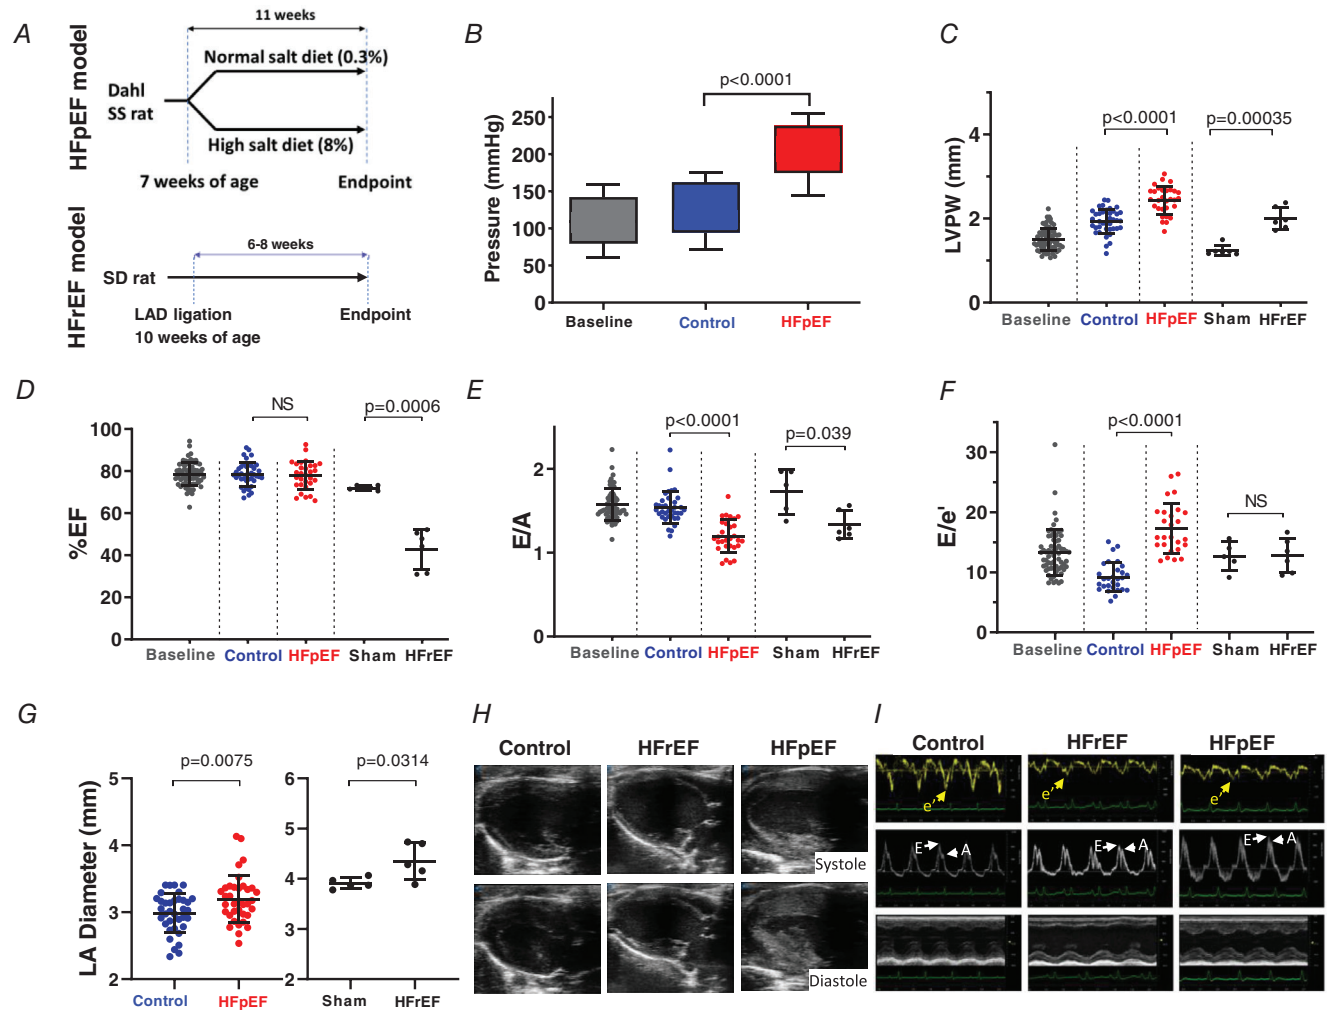 A
HFpEF model
11 weeks
Normal salt diet (0.3%)
Dahl
SS rat
High salt diet (8%)
7 weeks of age
Endpoint
HFrEF model
6-8 weeks
SD rat
LAD ligation
10 weeks of age
Endpoint
B
p<0.0001
Pressure (mmHg)
250
200
150
100
50
0
Baseline
Control
HFpEF
C
p<0.0001
p=0.00035
LVPW (mm)
4
2
0
Baseline
Control
HFpEF
Sham
HFrEF
D
NS
p=0.0006
%EF
100
80
60
40
20
0
Baseline
Control
HFpEF
Sham
HFrEF
E
p<0.0001
p=0.039
E/A
2
1
0
Baseline
Control
HFpEF
Sham
HFrEF
F
p<0.0001
NS
E/e'
30
20
10
0
Baseline
Control
HFpEF
Sham
HFrEF
G
p=0.0075
p=0.0314
LA Diameter (mm)
5
4
3
2
Control
HFpEF
6
5
4
3
2
Sham
HFrEF
H
Control
HFrEF
HFpEF
Systole
Diastole
I
Control
HFrEF
HFpEF
e'
e'
e'
E
A
E
A
E
A